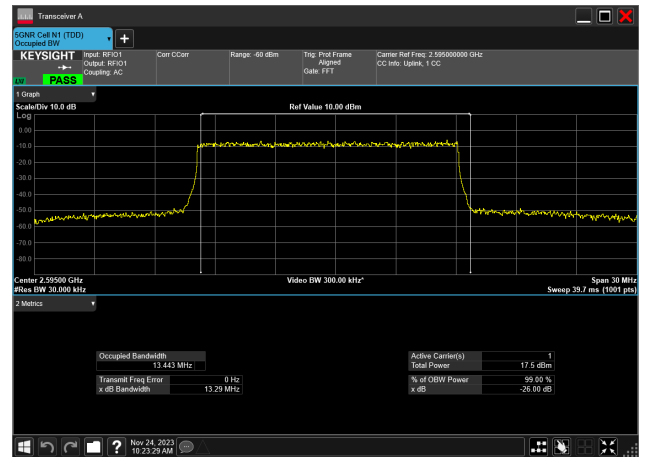 Transceiver A
5GNR Cell N1 (TDD)
Occupied BW
KEYSIGHT
LXI
PASS
Input: RFIO1
Output: RFIO1
Coupling: AC
Corr CCorr
Range: -60 dBm
Trig: Prot Frame
Aligned
Gate: FFT
Carrier Ref Freq: 2.595000000 GHz
CC Info: Uplink, 1 CC
1 Graph
Scale/Div 10.0 dB
Ref Value 10.00 dBm
Log
0.00
-10.0
-20.0
-30.0
-40.0
-50.0
-60.0
-70.0
-80.0
Center 2.59500 GHz
#Res BW 30.000 kHz
Video BW 300.00 kHz*
Span 30 MHz
Sweep 39.7 ms (1001 pts)
2 Metrics
Occupied Bandwidth
13.443 MHz
Transmit Freq Error 0 Hz
x dB Bandwidth 13.29 MHz
Active Carrier(s) 1
Total Power 17.5 dBm
% of OBW Power 99.00 %
x dB -26.00 dB
Nov 24, 2023
10:23:29 AM